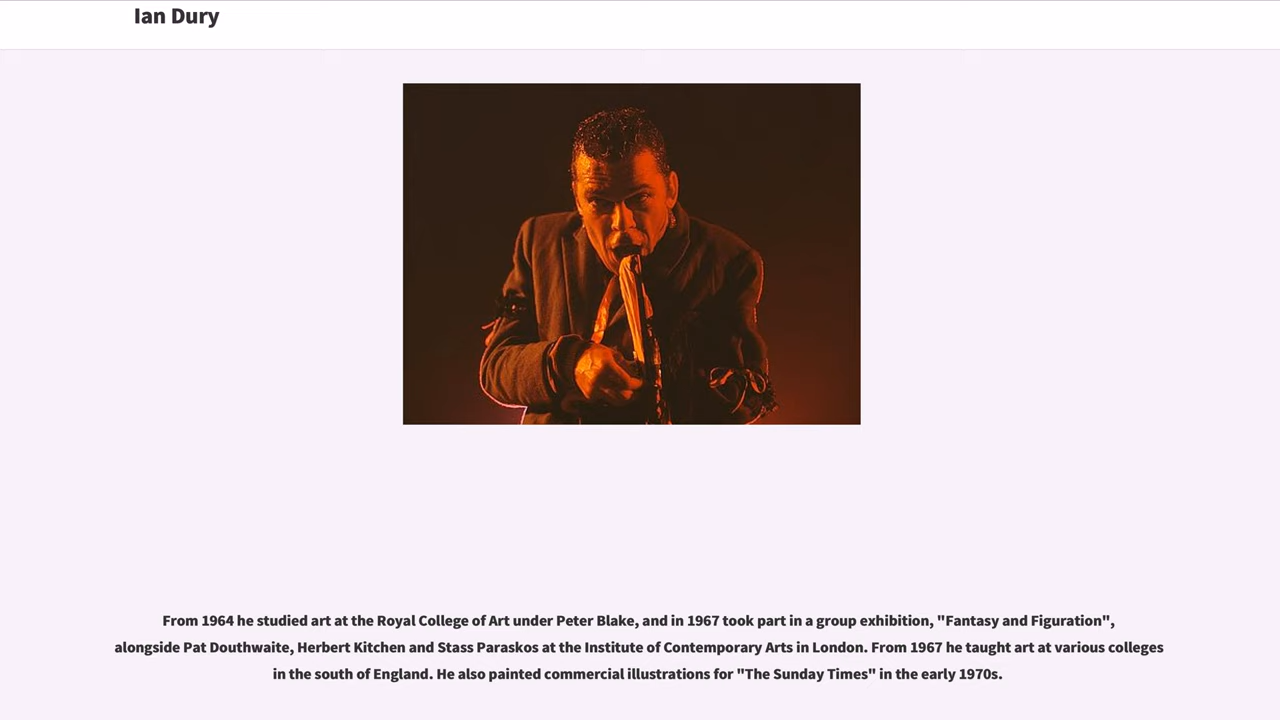 Ian Dury
From 1964 he studied art at the Royal College of Art under Peter Blake, and in 1967 took part in a group exhibition, "Fantasy and Figuration",
alongside Pat Douthwaite, Herbert Kitchen and Stass Paraskos at the Institute of Contemporary Arts in London. From 1967 he taught art at various colleges
in the south of England. He also painted commercial illustrations for "The Sunday Times" in the early 1970s.